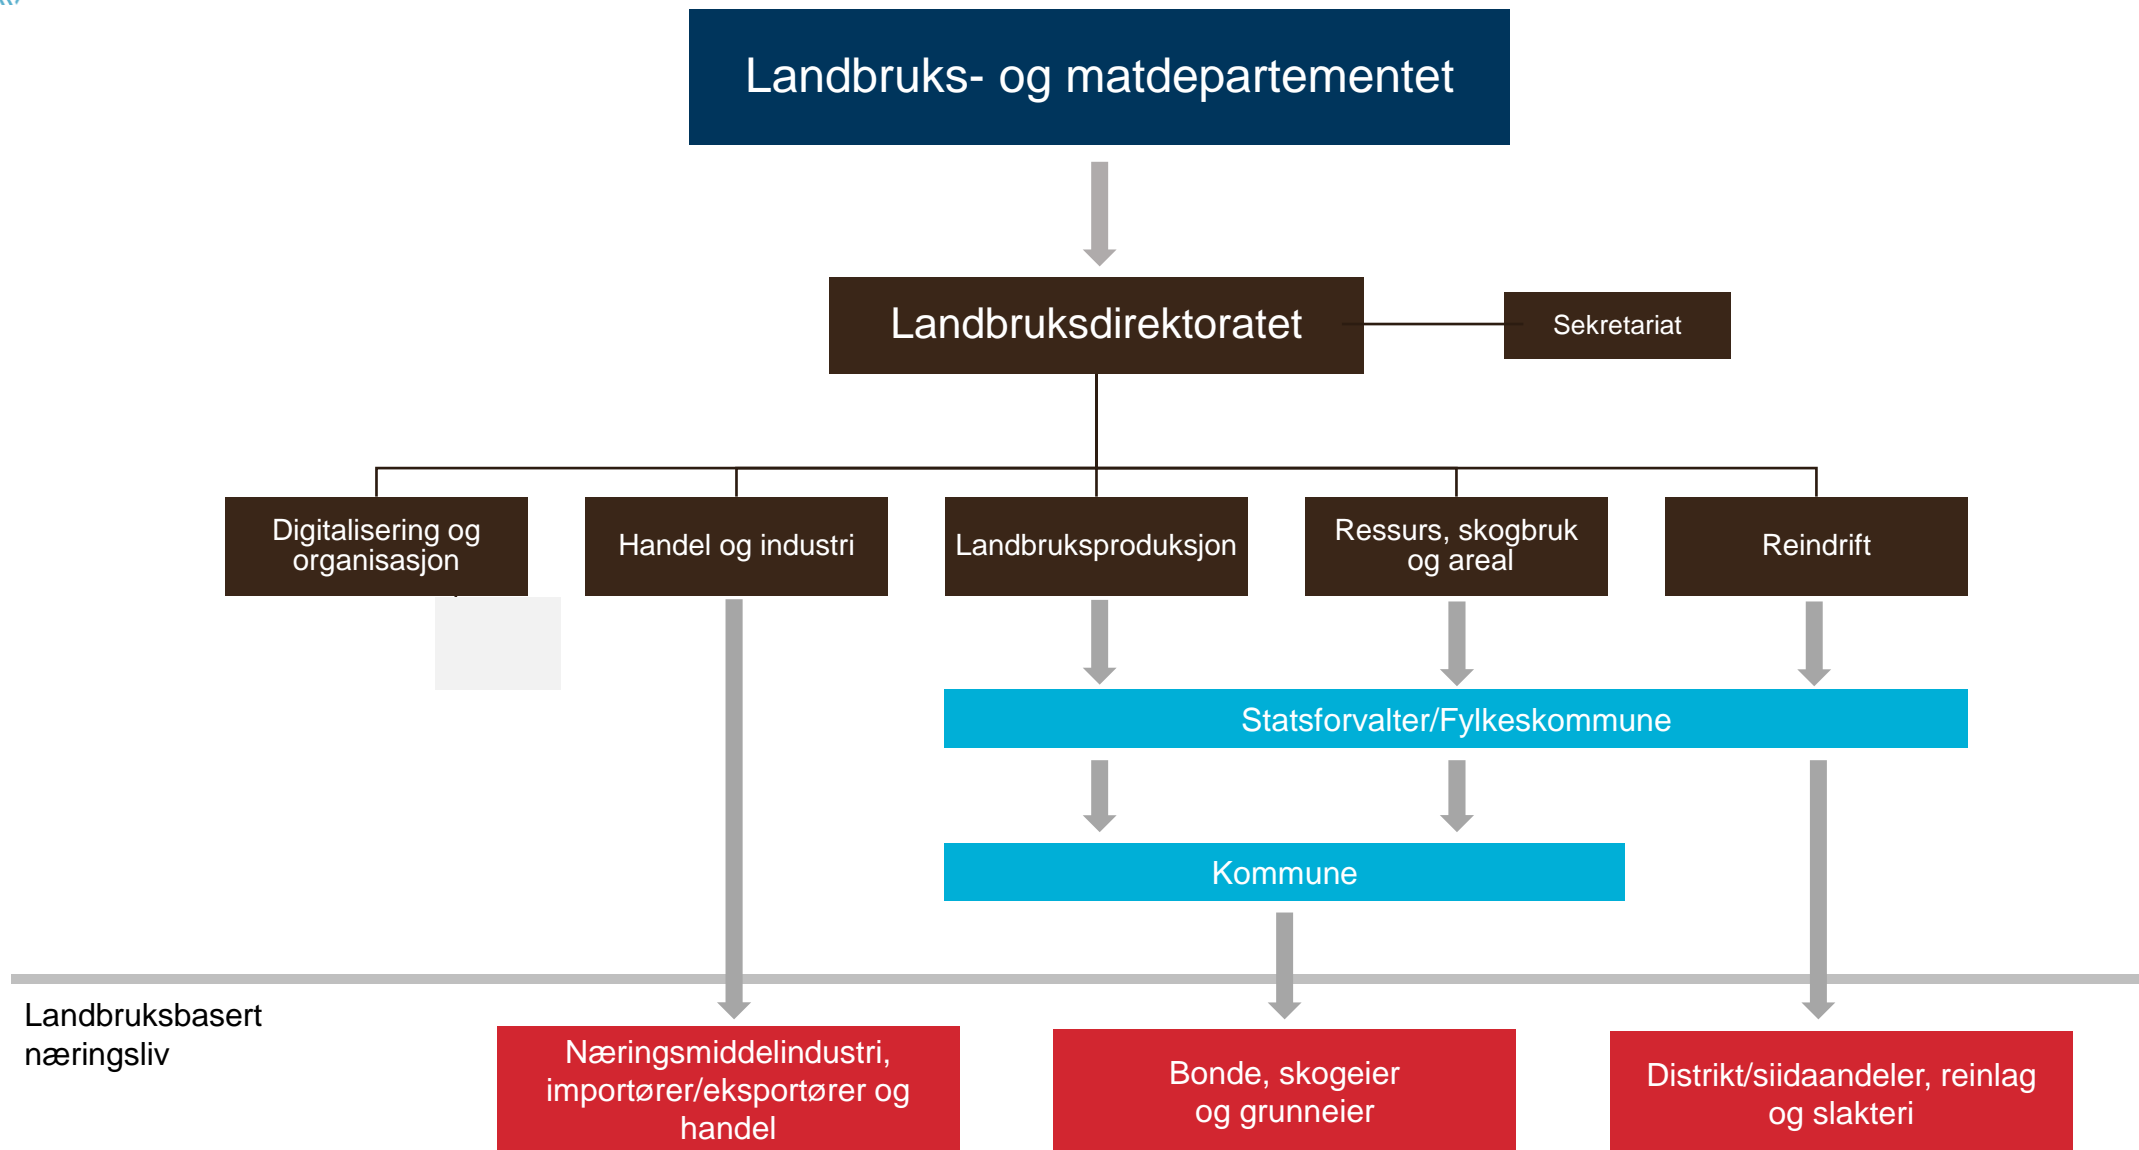 Landbruks- og matdepartementet
Landbruksdirektoratet
Sekretariat
Digitalisering og
organisasjon
Handel og industri
Landbruksproduksjon
Ressurs, skogbruk
og areal
Reindrift
Statsforvalter/Fylkeskommune
Kommune
Landbruksbasert
næringsliv
Næringsmiddelindustri,
importører/eksportører og
handel
Bonde, skogeier
og grunneier
Distrikt/siidaandeler, reinlag
og slakteri